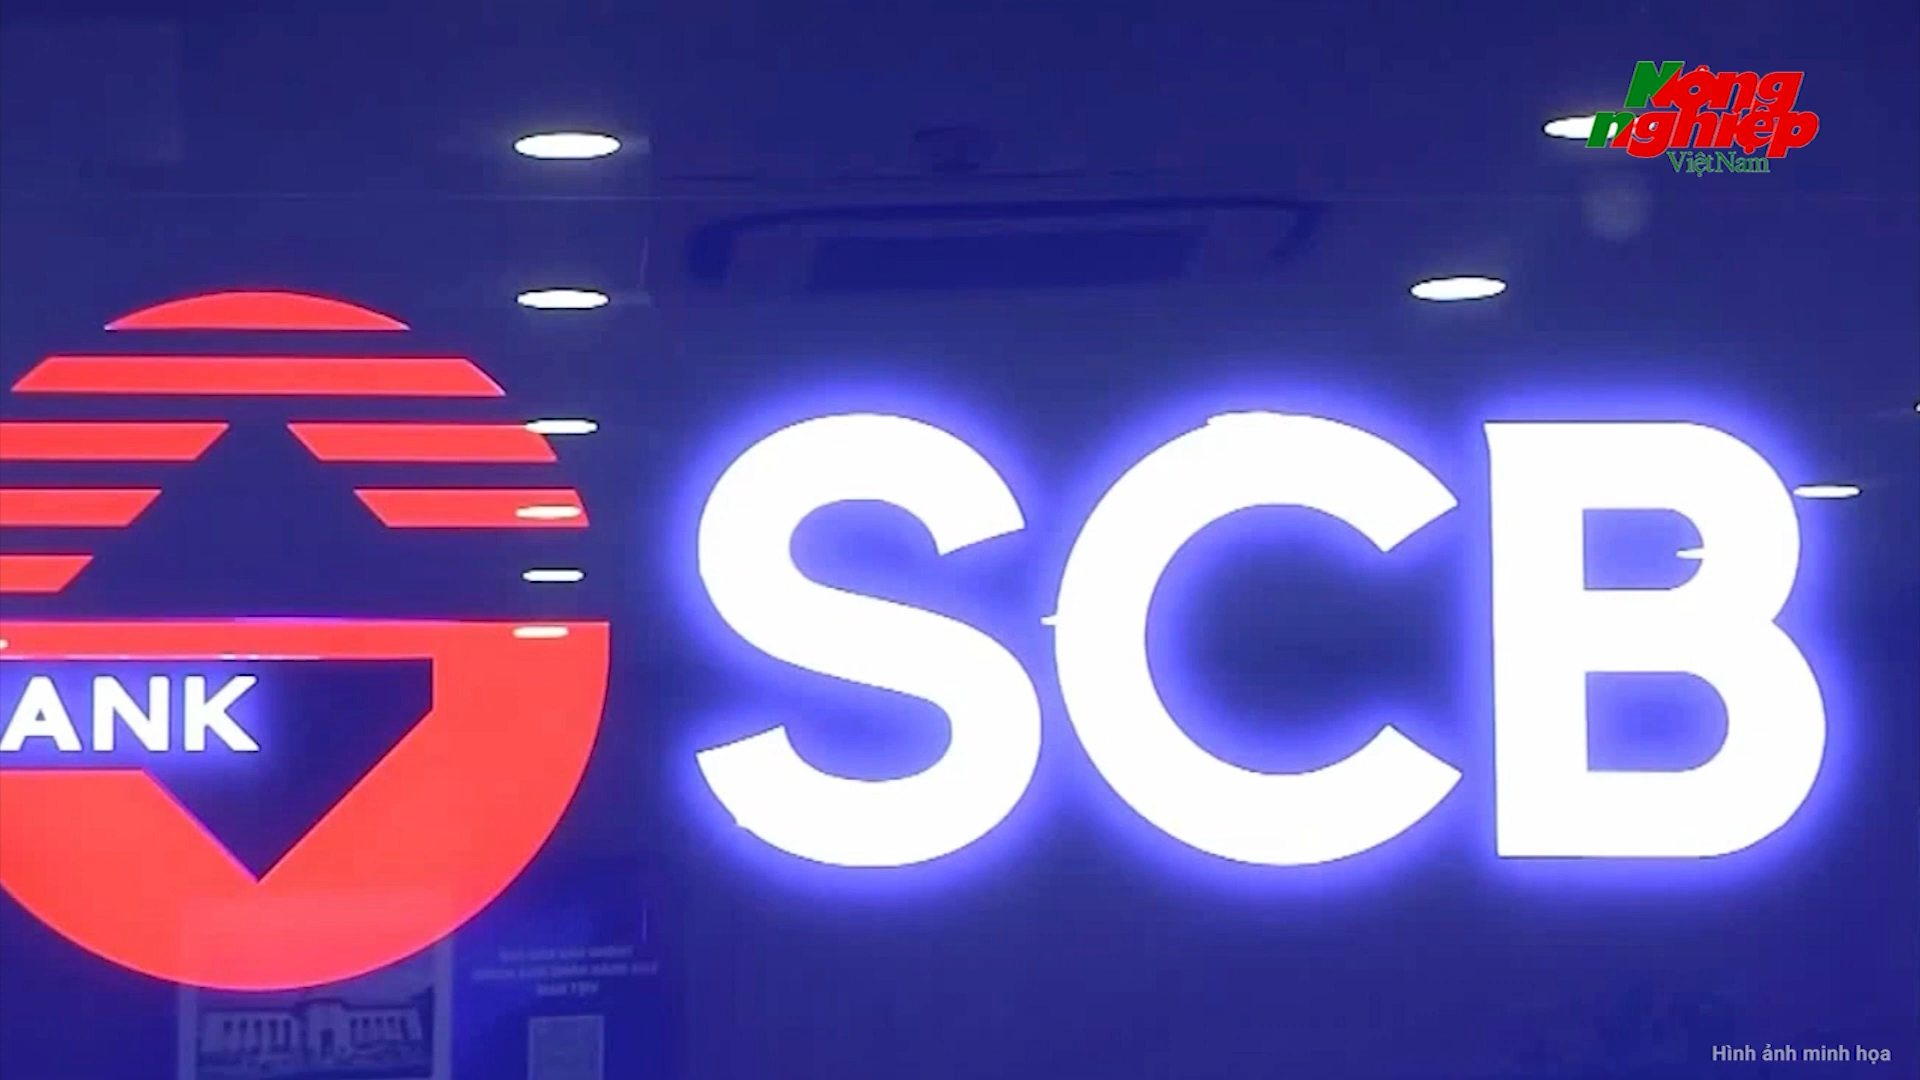 Nông
nghiệp
Việt Nam
ANK
SCB
Hình ảnh minh họa